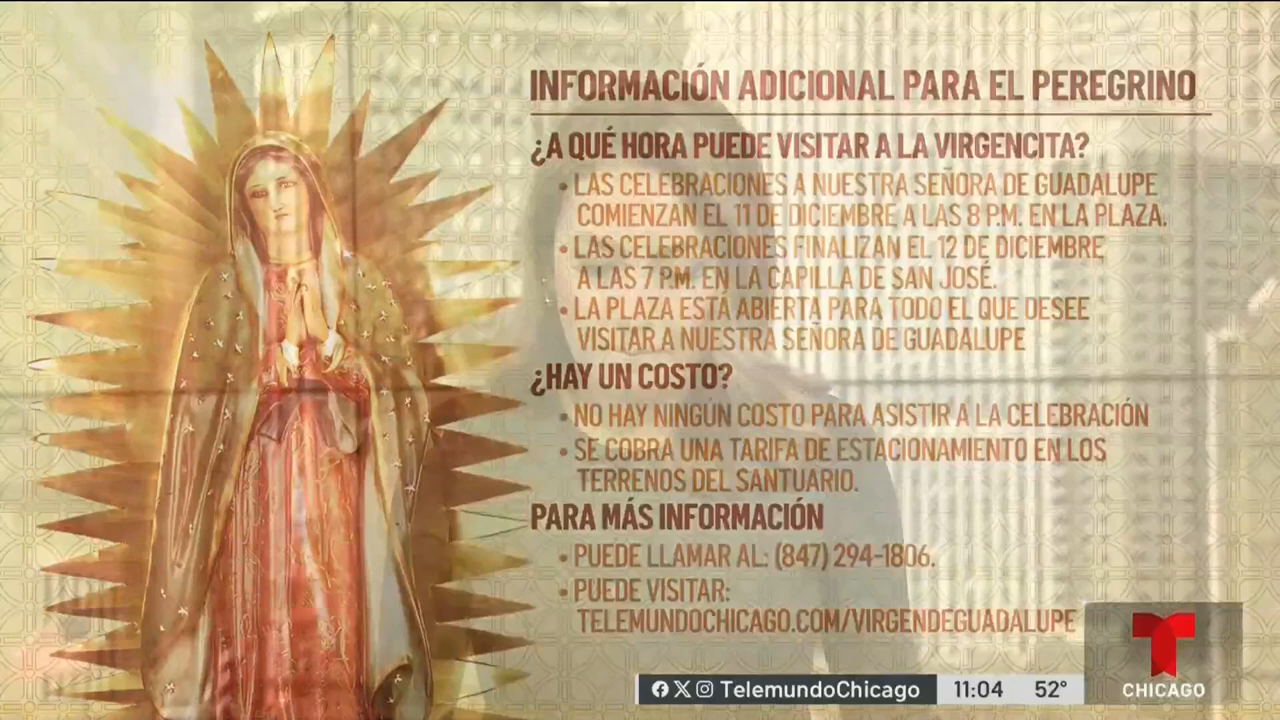 INFORMACIÓN ADICIONAL PARA EL PEREGRINO
¿A QUÉ HORA PUEDE VISITAR A LA VIRGENCITA?
• LAS CELEBRACIONES A NUESTRA SEÑORA DE GUADALUPE
COMIENZAN EL 11 DE DICIEMBRE A LAS 8 P.M. EN LA PLAZA.
• LAS CELEBRACIONES FINALIZAN EL 12 DE DICIEMBRE
A LAS 7 P.M. EN LA CAPILLA DE SAN JOSÉ.
• LA PLAZA ESTÁ ABIERTA PARA TODO EL QUE DESEE
VISITAR A NUESTRA SEÑORA DE GUADALUPE
¿HAY UN COSTO?
• NO HAY NINGÚN COSTO PARA ASISTIR A LA CELEBRACIÓN
• SE COBRA UNA TARIFA DE ESTACIONAMIENTO EN LOS
TERRENOS DEL SANTUARIO.
PARA MÁS INFORMACIÓN
• PUEDE LLAMAR AL: (847) 294-1806.
• PUEDE VISITAR:
TELEMUNDOCHICAGO.COM/VIRGENDEGUADALUPE
TelemundoChicago 11:04 52°
CHICAGO